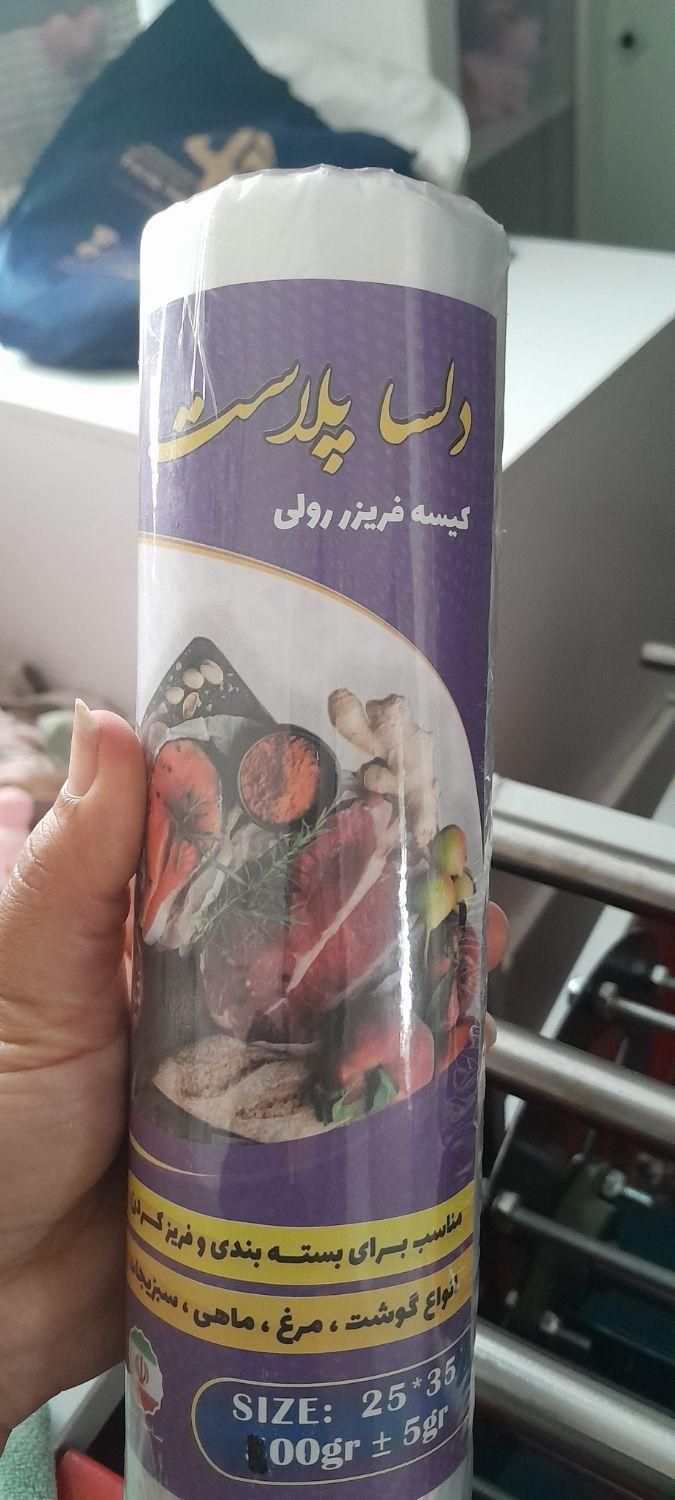 دلسا پلاست
کیسه فریزر رولی
مناسب برای بسته بندی و فریز کردن
انواع گوشت ، مرغ ، ماهی ، سبزیجات
SIZE: 25*35
00gr ± 5gr